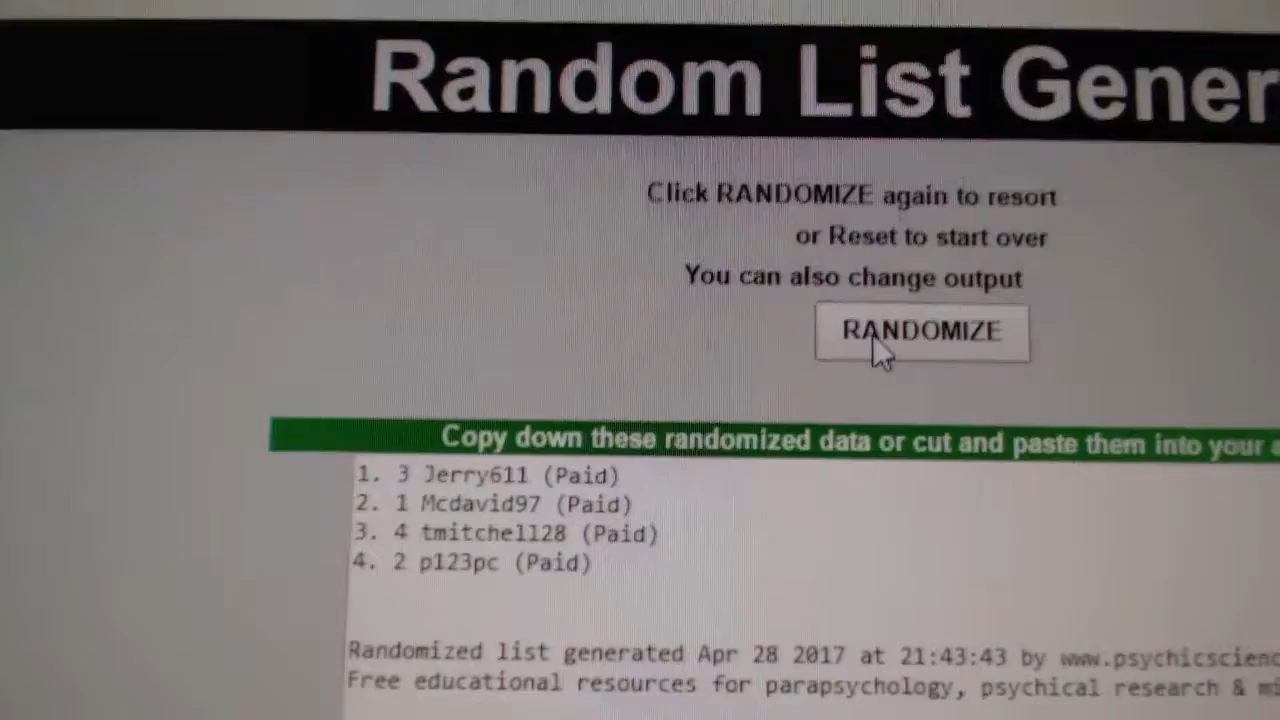 Random List Gener
Click RANDOMIZE again to resort
or Reset to start over
You can also change output
RANDOMIZE
Copy down these randomized data or cut and paste them into your
1. 3 Jerry611 (Paid)
2. 1 Mcdavid97 (Paid)
3. 4 tmitchell28 (Paid)
4. 2 p123pc (Paid)
Randomized list generated Apr 28 2017 at 21:43:43 by www.psychicscienc
Free educational resources for parapsychology, psychical research & mi